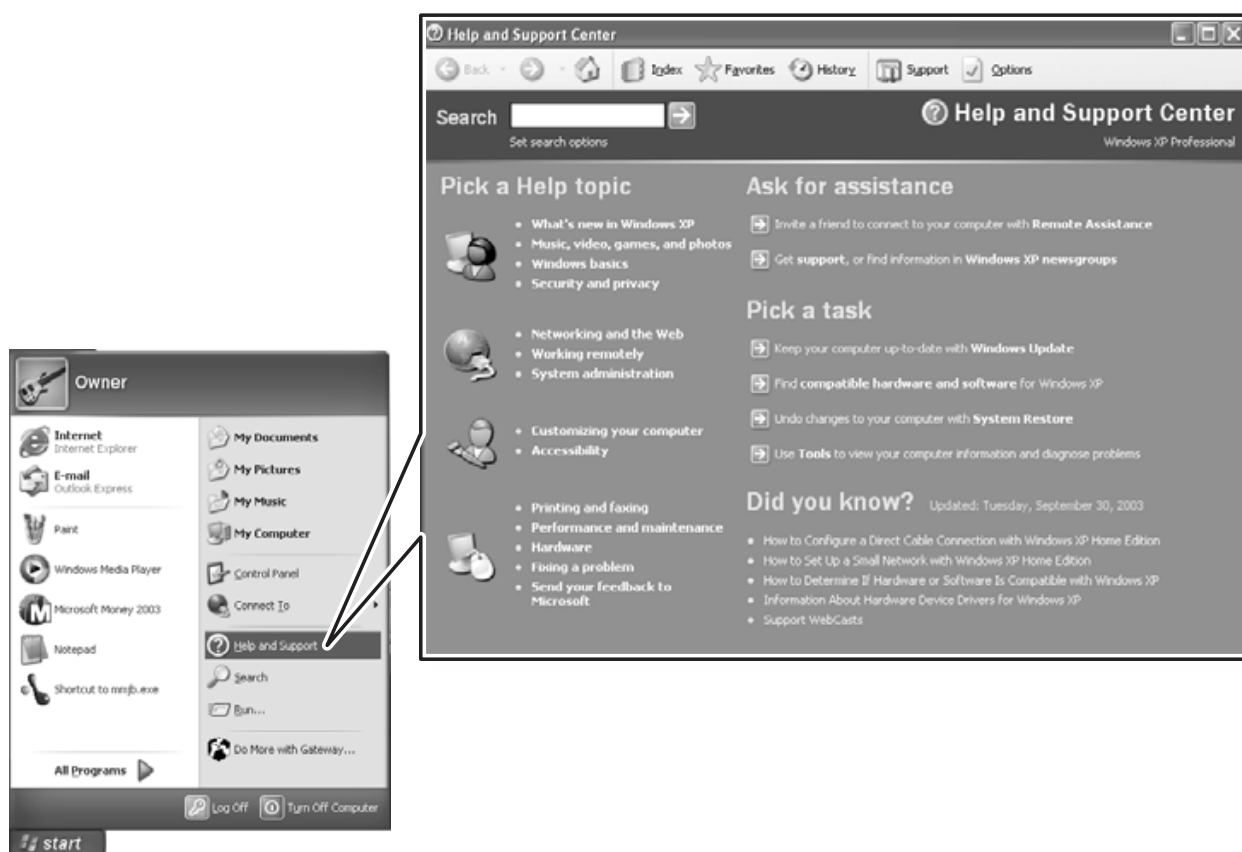 Help and Support Center
Back
Index
Favorites
History
Support
Options
Search
Set search options
Help and Support Center
Windows XP Professional
Pick a Help topic
What's new in Windows XP
Music, video, games, and photos
Windows basics
Security and privacy
Networking and the Web
Working remotely
System administration
Customizing your computer
Accessibility
Printing and faxing
Performance and maintenance
Hardware
Fixing a problem
Send your feedback to
Microsoft
Ask for assistance
Invite a friend to connect to your computer with Remote Assistance
Get support, or find information in Windows XP newsgroups
Pick a task
Keep your computer up-to-date with Windows Update
Find compatible hardware and software for Windows XP
Undo changes to your computer with System Restore
Use Tools to view your computer information and diagnose problems
Did you know? Updated: Tuesday, September 30, 2003
How to Configure a Direct Cable Connection with Windows XP Home Edition
How to Set Up a Small Network with Windows XP Home Edition
How to Determine If Hardware or Software Is Compatible with Windows XP
Information About Hardware Device Drivers for Windows XP
Support WebCasts
Owner
Internet
Internet Explorer
E-mail
Outlook Express
Paint
Windows Media Player
Microsoft Money 2003
Notepad
Shortcut to mmjb.exe
All Programs
My Documents
My Pictures
My Music
My Computer
Control Panel
Connect To
Help and Support
Search
Run...
Do More with Gateway...
Log Off
Turn Off Computer
start